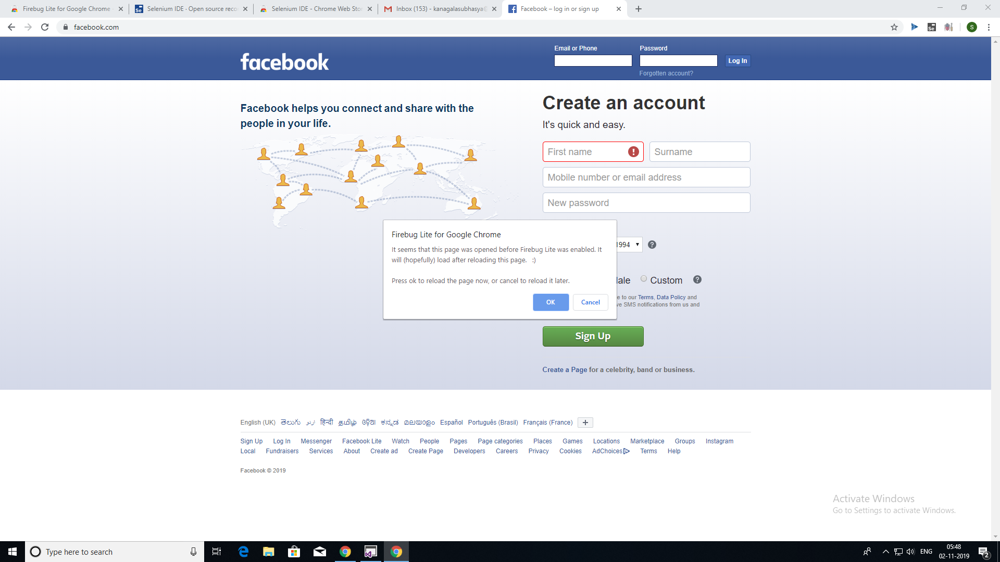 Firebug Lite for Google Chrome
Selenium IDE · Open source reco
Selenium IDE - Chrome Web Sto
Inbox (153) - kanagalasubhasya@
Facebook – log in or sign up
facebook.com
Se
S
facebook
Email or Phone
Password
Log In
Forgotten account?
Facebook helps you connect and share with the
people in your life.
Create an account
It's quick and easy.
First name
Surname
Mobile number or email address
New password
Firebug Lite for Google Chrome
It seems that this page was opened before Firebug Lite was enabled. It
will (hopefully) load after reloading this page.   :)
Press ok to reload the page now, or cancel to reload it later.
OK
Cancel
1994
ale
Custom
e to our Terms, Data Policy and
ve SMS notifications from us and
Sign Up
Create a Page for a celebrity, band or business.
English (UK) తెలుగు اردو हिन्दी தமிழ் ଓଡ଼ିଆ ಕನ್ನಡ മലയാളം Español Português (Brasil) Français (France)
Sign Up Log In Messenger Facebook Lite Watch People Pages Page categories Places Games Locations Marketplace Groups Instagram
Local Fundraisers Services About Create ad Create Page Developers Careers Privacy Cookies AdChoices Terms Help
Facebook © 2019
Activate Windows
Go to Settings to activate Windows.
Type here to search
ENG
05:48
02-11-2019
2